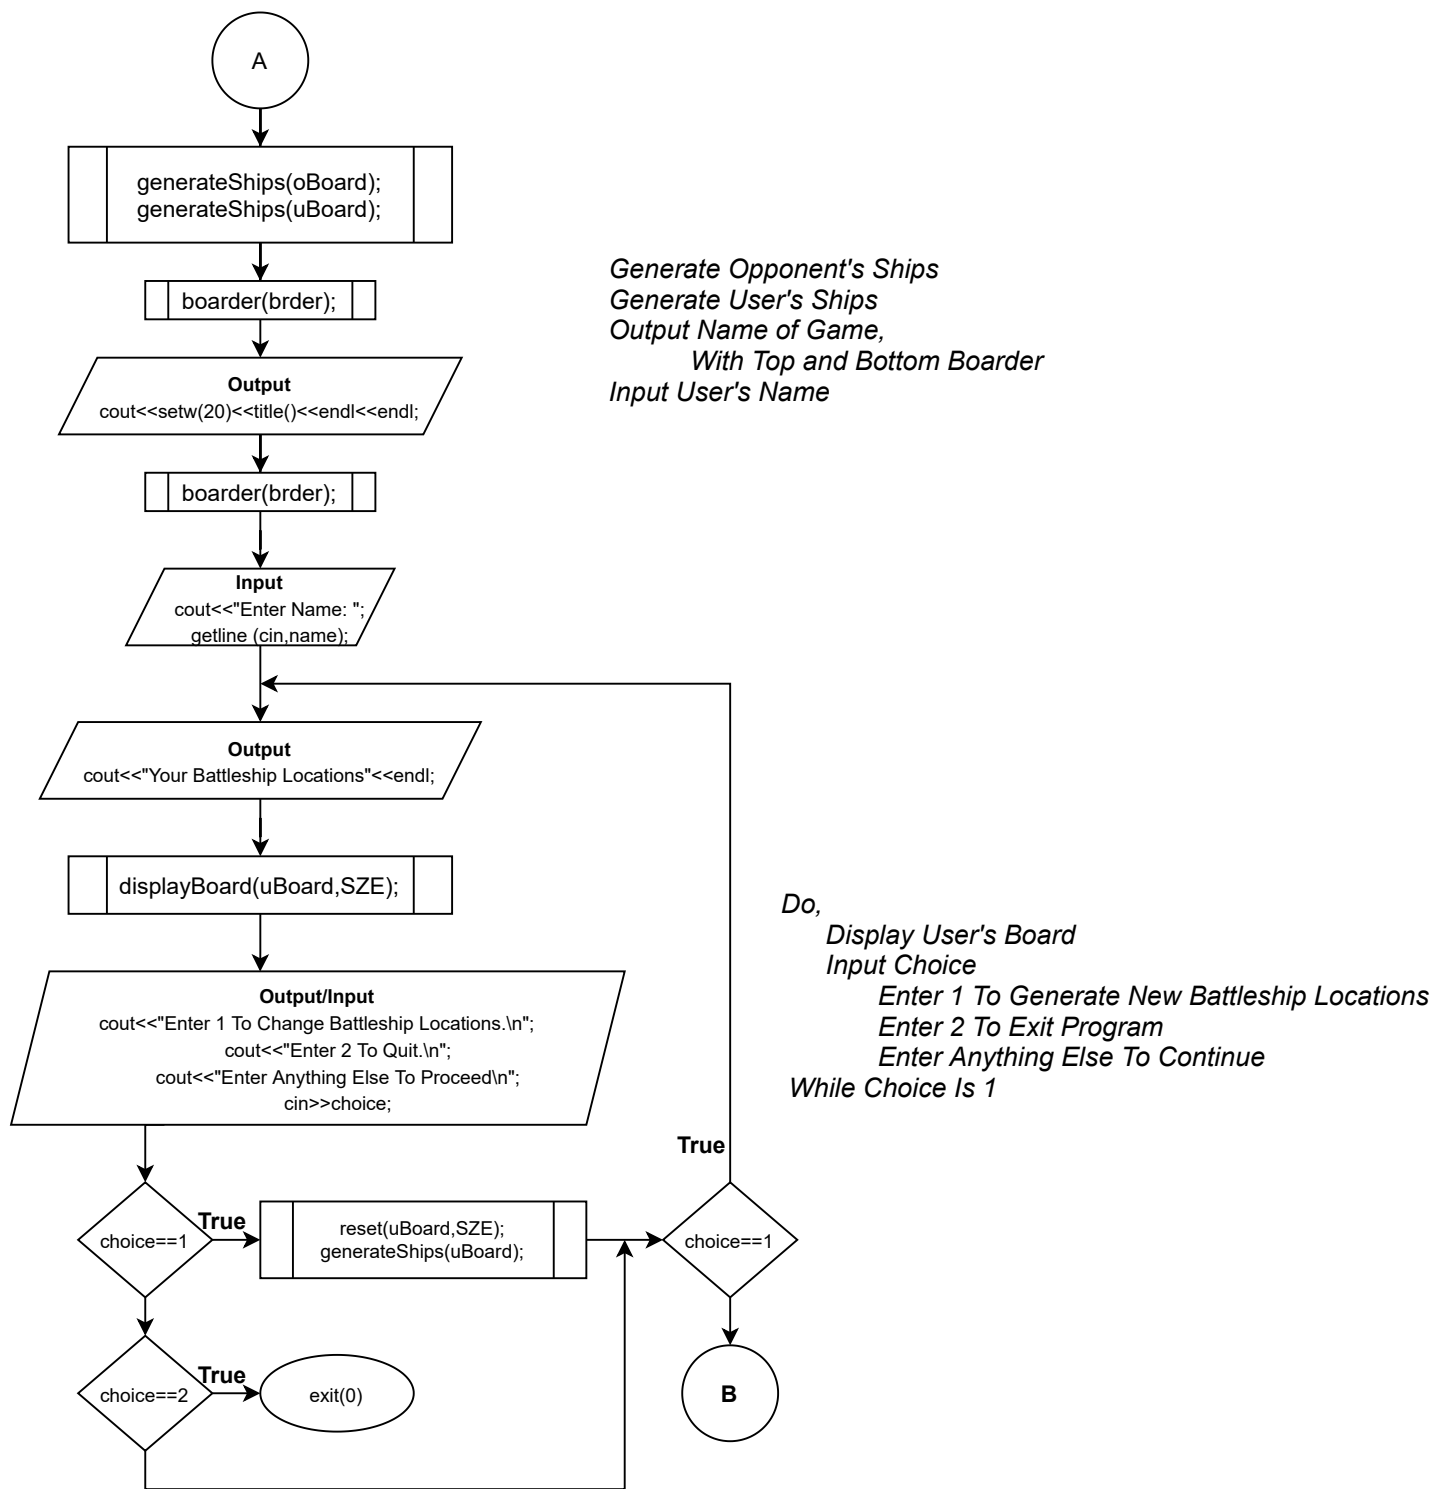 A
generateShips(oBoard);
generateShips(uBoard);
boarder(brder);
Output
cout<<setw(20)<<title()<<endl<<endl;
boarder(brder);
Input
cout<<"Enter Name: ";
getline (cin,name);
Generate Opponent's Ships
Generate User's Ships
Output Name of Game,
With Top and Bottom Boarder
Input User's Name
Output
cout<<"Your Battleship Locations"<<endl;
displayBoard(uBoard,SZE);
Output/Input
cout<<"Enter 1 To Change Battleship Locations.\n";
cout<<"Enter 2 To Quit.\n";
cout<<"Enter Anything Else To Proceed\n";
cin>>choice;
Do,
Display User's Board
Input Choice
Enter 1 To Generate New Battleship Locations
Enter 2 To Exit Program
Enter Anything Else To Continue
While Choice Is 1
True
choice==1
True
reset(uBoard,SZE);
generateShips(uBoard);
choice==1
choice==2
True
exit(0)
B